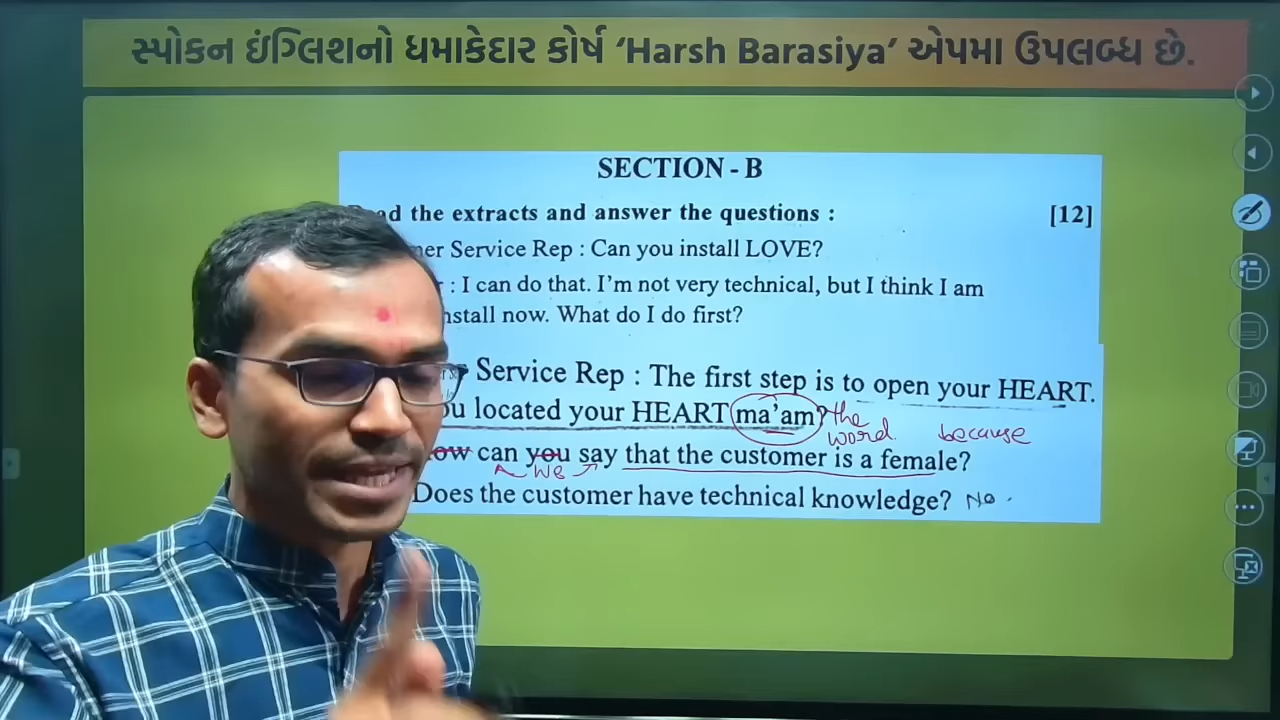 સ્પોકન ઇંગ્લિશનો ધમાકેદાર કોર્ષ ‘Harsh Barasiya’ એપમા ઉપલબ્ધ છે.
SECTION - B
the extracts and answer the questions : [12]
Service Rep : Can you install LOVE?
: I can do that. I’m not very technical, but I think I am
now. What do I do first?
Service Rep : The first step is to open your HEART.
located your HEART ma’am? the
word. because
can you say that the customer is a female?
we
Does the customer have technical knowledge? No.